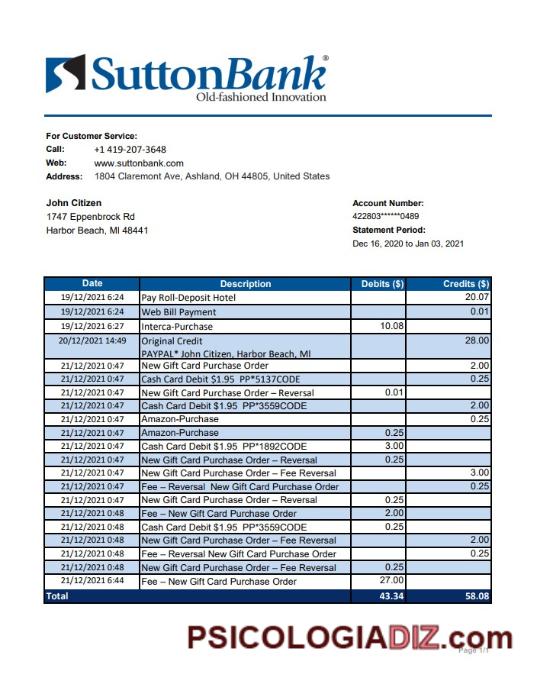 SuttonBank®
Old-fashioned Innovation
For Customer Service:
Call: +1 419-207-3648
Web: www.suttonbank.com
Address: 1804 Claremont Ave, Ashland, OH 44805, United States
John Citizen
1747 Eppenbrock Rd
Harbor Beach, MI 48441
Account Number:
422803******0489
Statement Period:
Dec 16, 2020 to Jan 03, 2021
Date Description Debits ($) Credits ($)
19/12/2021 6:24 Pay Roll-Deposit Hotel 20.07
19/12/2021 6:24 Web Bill Payment 0.01
19/12/2021 6:27 Interca-Purchase 10.08
20/12/2021 14:49 Original Credit 28.00
PAYPAL* John Citizen, Harbor Beach, MI
21/12/2021 0:47 New Gift Card Purchase Order 2.00
21/12/2021 0:47 Cash Card Debit $1.95 PP*5137CODE 0.25
21/12/2021 0:47 New Gift Card Purchase Order – Reversal 0.01
21/12/2021 0:47 Cash Card Debit $1.95 PP*3559CODE 2.00
21/12/2021 0:47 Amazon-Purchase 0.25
21/12/2021 0:47 Amazon-Purchase 0.25
21/12/2021 0:47 Cash Card Debit $1.95 PP*1892CODE 3.00
21/12/2021 0:47 New Gift Card Purchase Order – Reversal 0.25
21/12/2021 0:47 New Gift Card Purchase Order – Fee Reversal 3.00
21/12/2021 0:47 Fee – Reversal New Gift Card Purchase Order 0.25
21/12/2021 0:47 New Gift Card Purchase Order – Reversal 0.25
21/12/2021 0:48 Fee – New Gift Card Purchase Order 2.00
21/12/2021 0:48 Cash Card Debit $1.95 PP*3559CODE 0.25
21/12/2021 0:48 New Gift Card Purchase Order – Fee Reversal 2.00
21/12/2021 0:48 Fee – Reversal New Gift Card Purchase Order 0.25
21/12/2021 0:48 New Gift Card Purchase Order – Reversal 0.25
21/12/2021 6:44 Fee – New Gift Card Purchase Order 27.00
Total 43.34 58.08
PSICOLOGIADIZ.com
Page 1/1